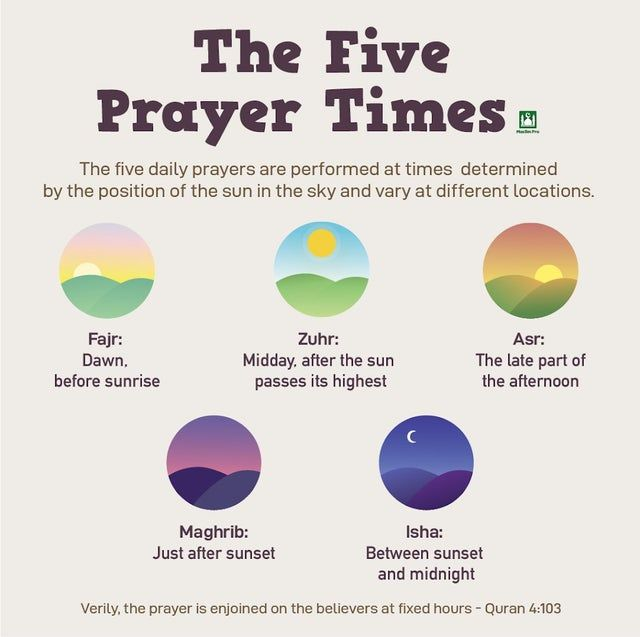 The Five
Prayer Times
Muslim Pro
The five daily prayers are performed at times determined
by the position of the sun in the sky and vary at different locations.
Fajr:
Dawn,
before sunrise
Zuhr:
Midday, after the sun
passes its highest
Asr:
The late part of
the afternoon
Maghrib:
Just after sunset
Isha:
Between sunset
and midnight
Verily, the prayer is enjoined on the believers at fixed hours - Quran 4:103